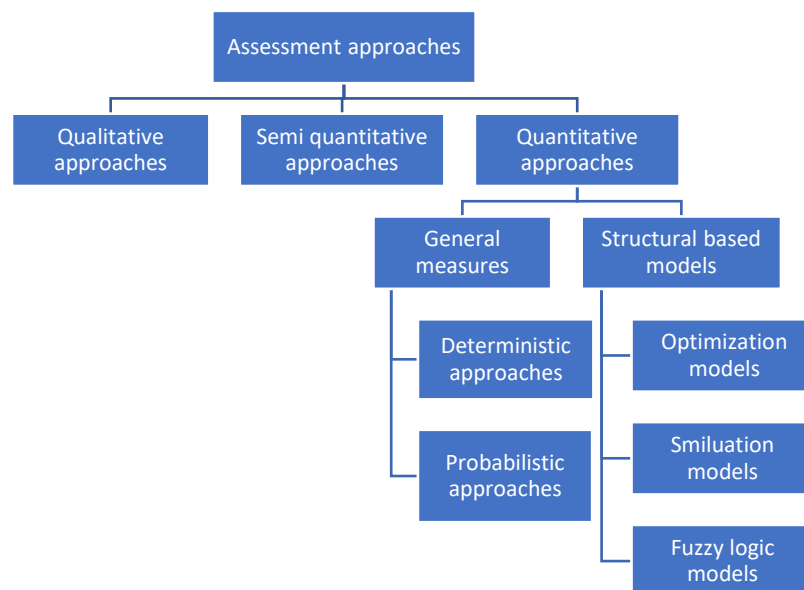 Assessment approaches
Qualitative
approaches
Semi quantitative
approaches
Quantitative
approaches
General
measures
Structural based
models
Deterministic
approaches
Optimization
models
Probabilistic
approaches
Smiluation
models
Fuzzy logic
models